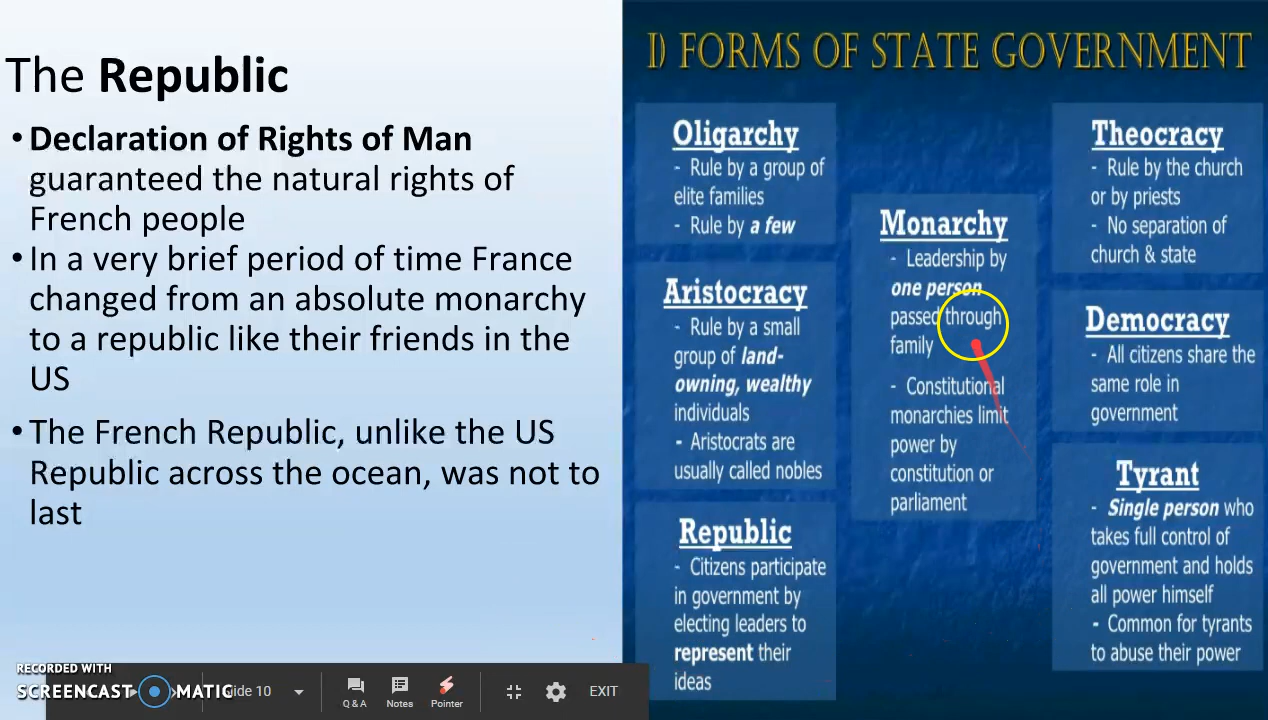 The Republic
•Declaration of Rights of Man
guaranteed the natural rights of
French people
•In a very brief period of time France
changed from an absolute monarchy
to a republic like their friends in the
US
•The French Republic, unlike the US
Republic across the ocean, was not to
last
I) FORMS OF STATE GOVERNMENT
Oligarchy
- Rule by a group of
elite families
- Rule by a few
Aristocracy
- Rule by a small
group of land-
owning, wealthy
individuals
- Aristocrats are
usually called nobles
Republic
- Citizens participate
in government by
electing leaders to
represent their
ideas
Monarchy
- Leadership by
one person
passed through
family
- Constitutional
monarchies limit
power by
constitution or
parliament
Theocracy
- Rule by the church
or by priests
- No separation of
church & state
Democracy
- All citizens share the
same role in
government
Tyrant
- Single person who
takes full control of
government and holds
all power himself
- Common for tyrants
to abuse their power
RECORDED WITH
SCREENCAST MATIC
lide 10
Q & A
Notes
Pointer
EXIT